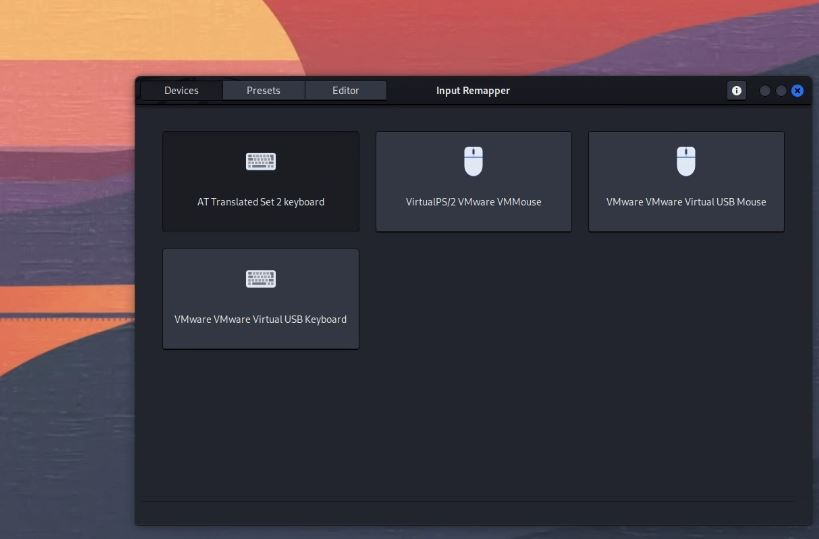 Devices Presets Editor Input Remapper
AT Translated Set 2 keyboard
VirtualPS/2 VMware VMMouse
VMware VMware Virtual USB Mouse
VMware VMware Virtual USB Keyboard